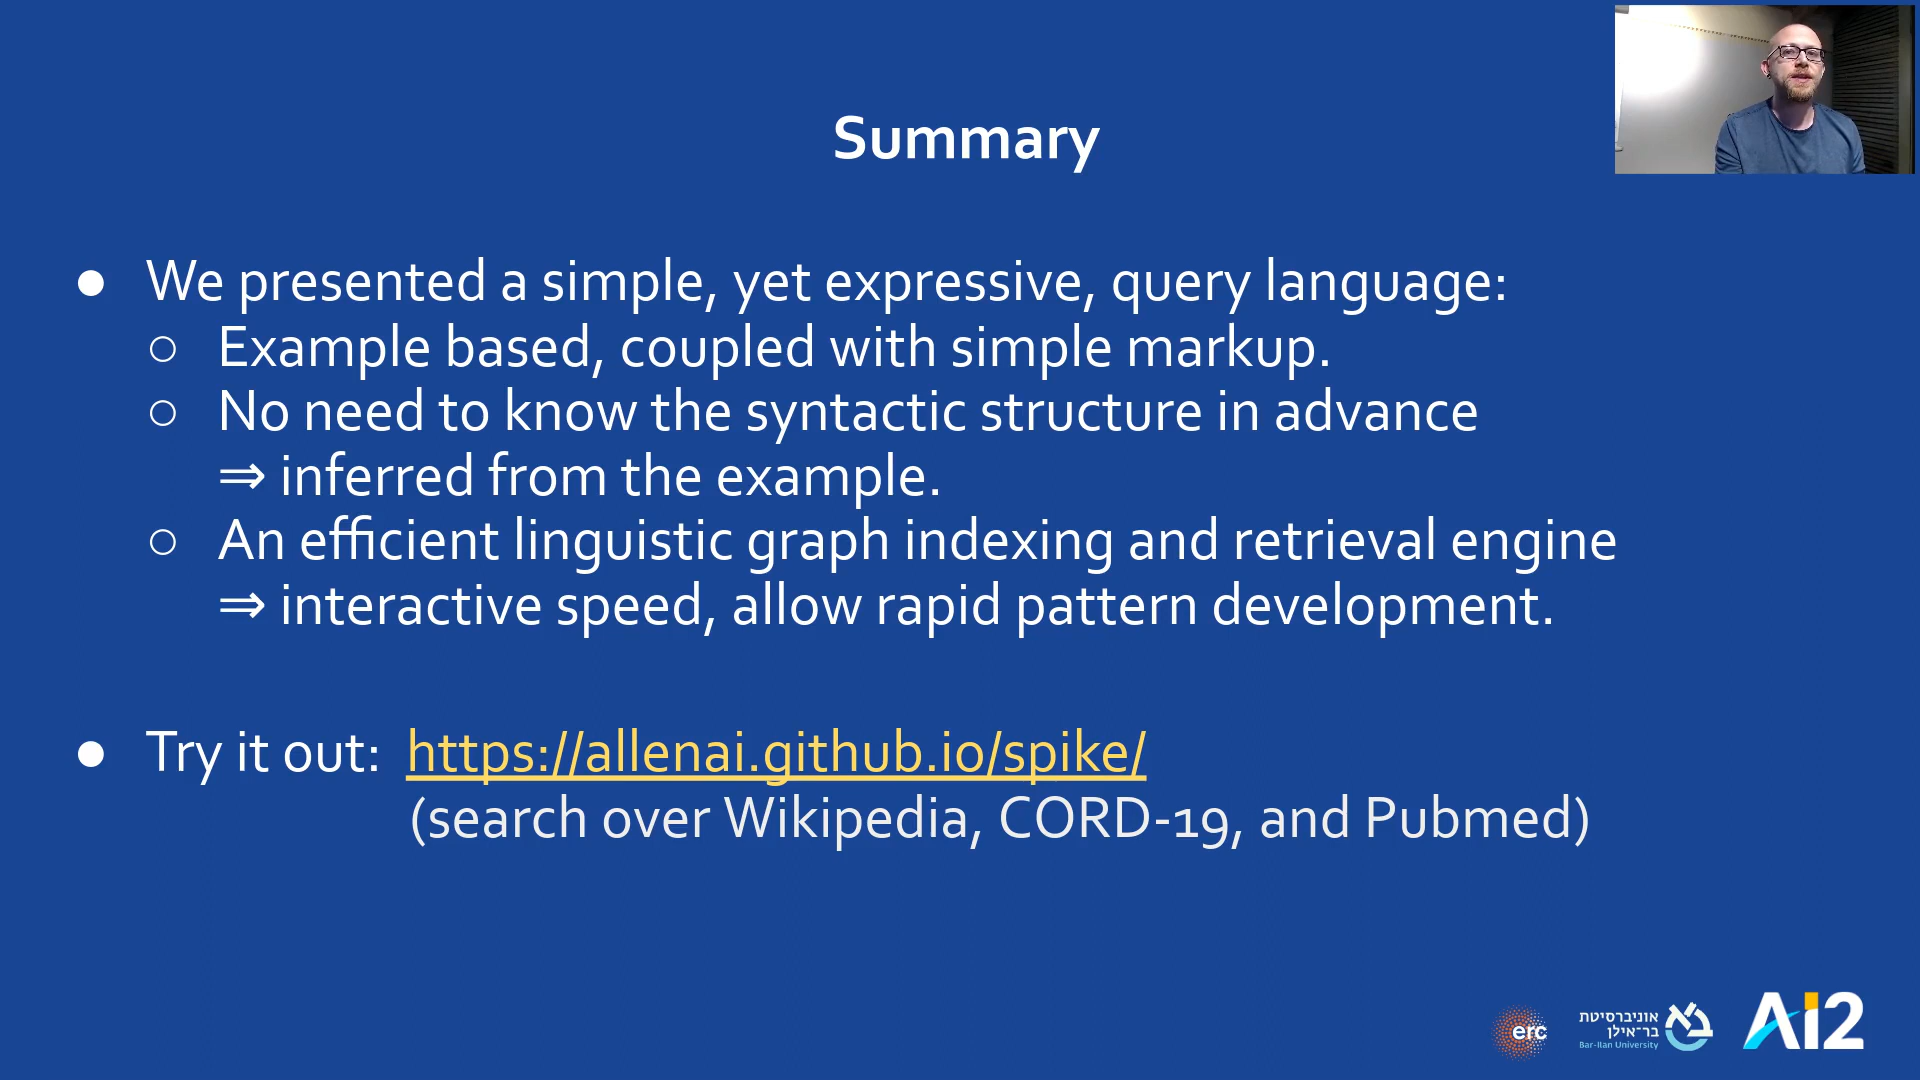 Summary
● We presented a simple, yet expressive, query language:
○ Example based, coupled with simple markup.
○ No need to know the syntactic structure in advance
⇒ inferred from the example.
○ An efficient linguistic graph indexing and retrieval engine
⇒ interactive speed, allow rapid pattern development.
● Try it out: https://allenai.github.io/spike/
(search over Wikipedia, CORD-19, and Pubmed)
erc
אוניברסיטת
בר־אילן
Bar-Ilan University
Ai2